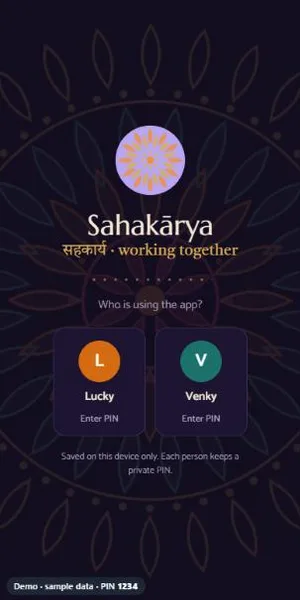 Sahakārya
सहकार्य · working together
Who is using the app?
L
Lucky
Enter PIN
V
Venky
Enter PIN
Saved on this device only. Each person keeps a
private PIN.
Demo · sample data · PIN 1234